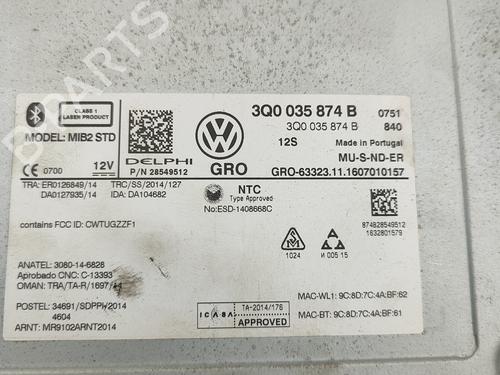 B PARTS
CLASS 1
LASER PRODUCT
MODEL: MIB2 STD
0700 12V
DELPHI
P/N 28549512
GRO
3Q0 035 874 B 0751
3Q0 035 874 B 840
12S Made in Portugal
MU-S-ND-ER
GRO-63323.11.1607010157
TRA: ER0126849/14 TRC/SS/2014/127
DA0127935/14 IDA: DA104682
NTC
Type Approved
No:ESD-1408668C
contains FCC ID: CWTUGZZF1
874828549512
1632801579
1024
И 005 15
ANATEL: 3080-14-6828
Aprobado CNC: C-13393
OMAN: TRA/TA-R/1697/14
POSTEL: 34691/SDPPI/2014
4604
ARNT: MR9102ARNT2014
ICASA
TA-2014/176
APPROVED
MAC-WL1: 9C:8D:7C:4A:BF:62
MAC-BT: 9C:8D:7C:4A:BF:61